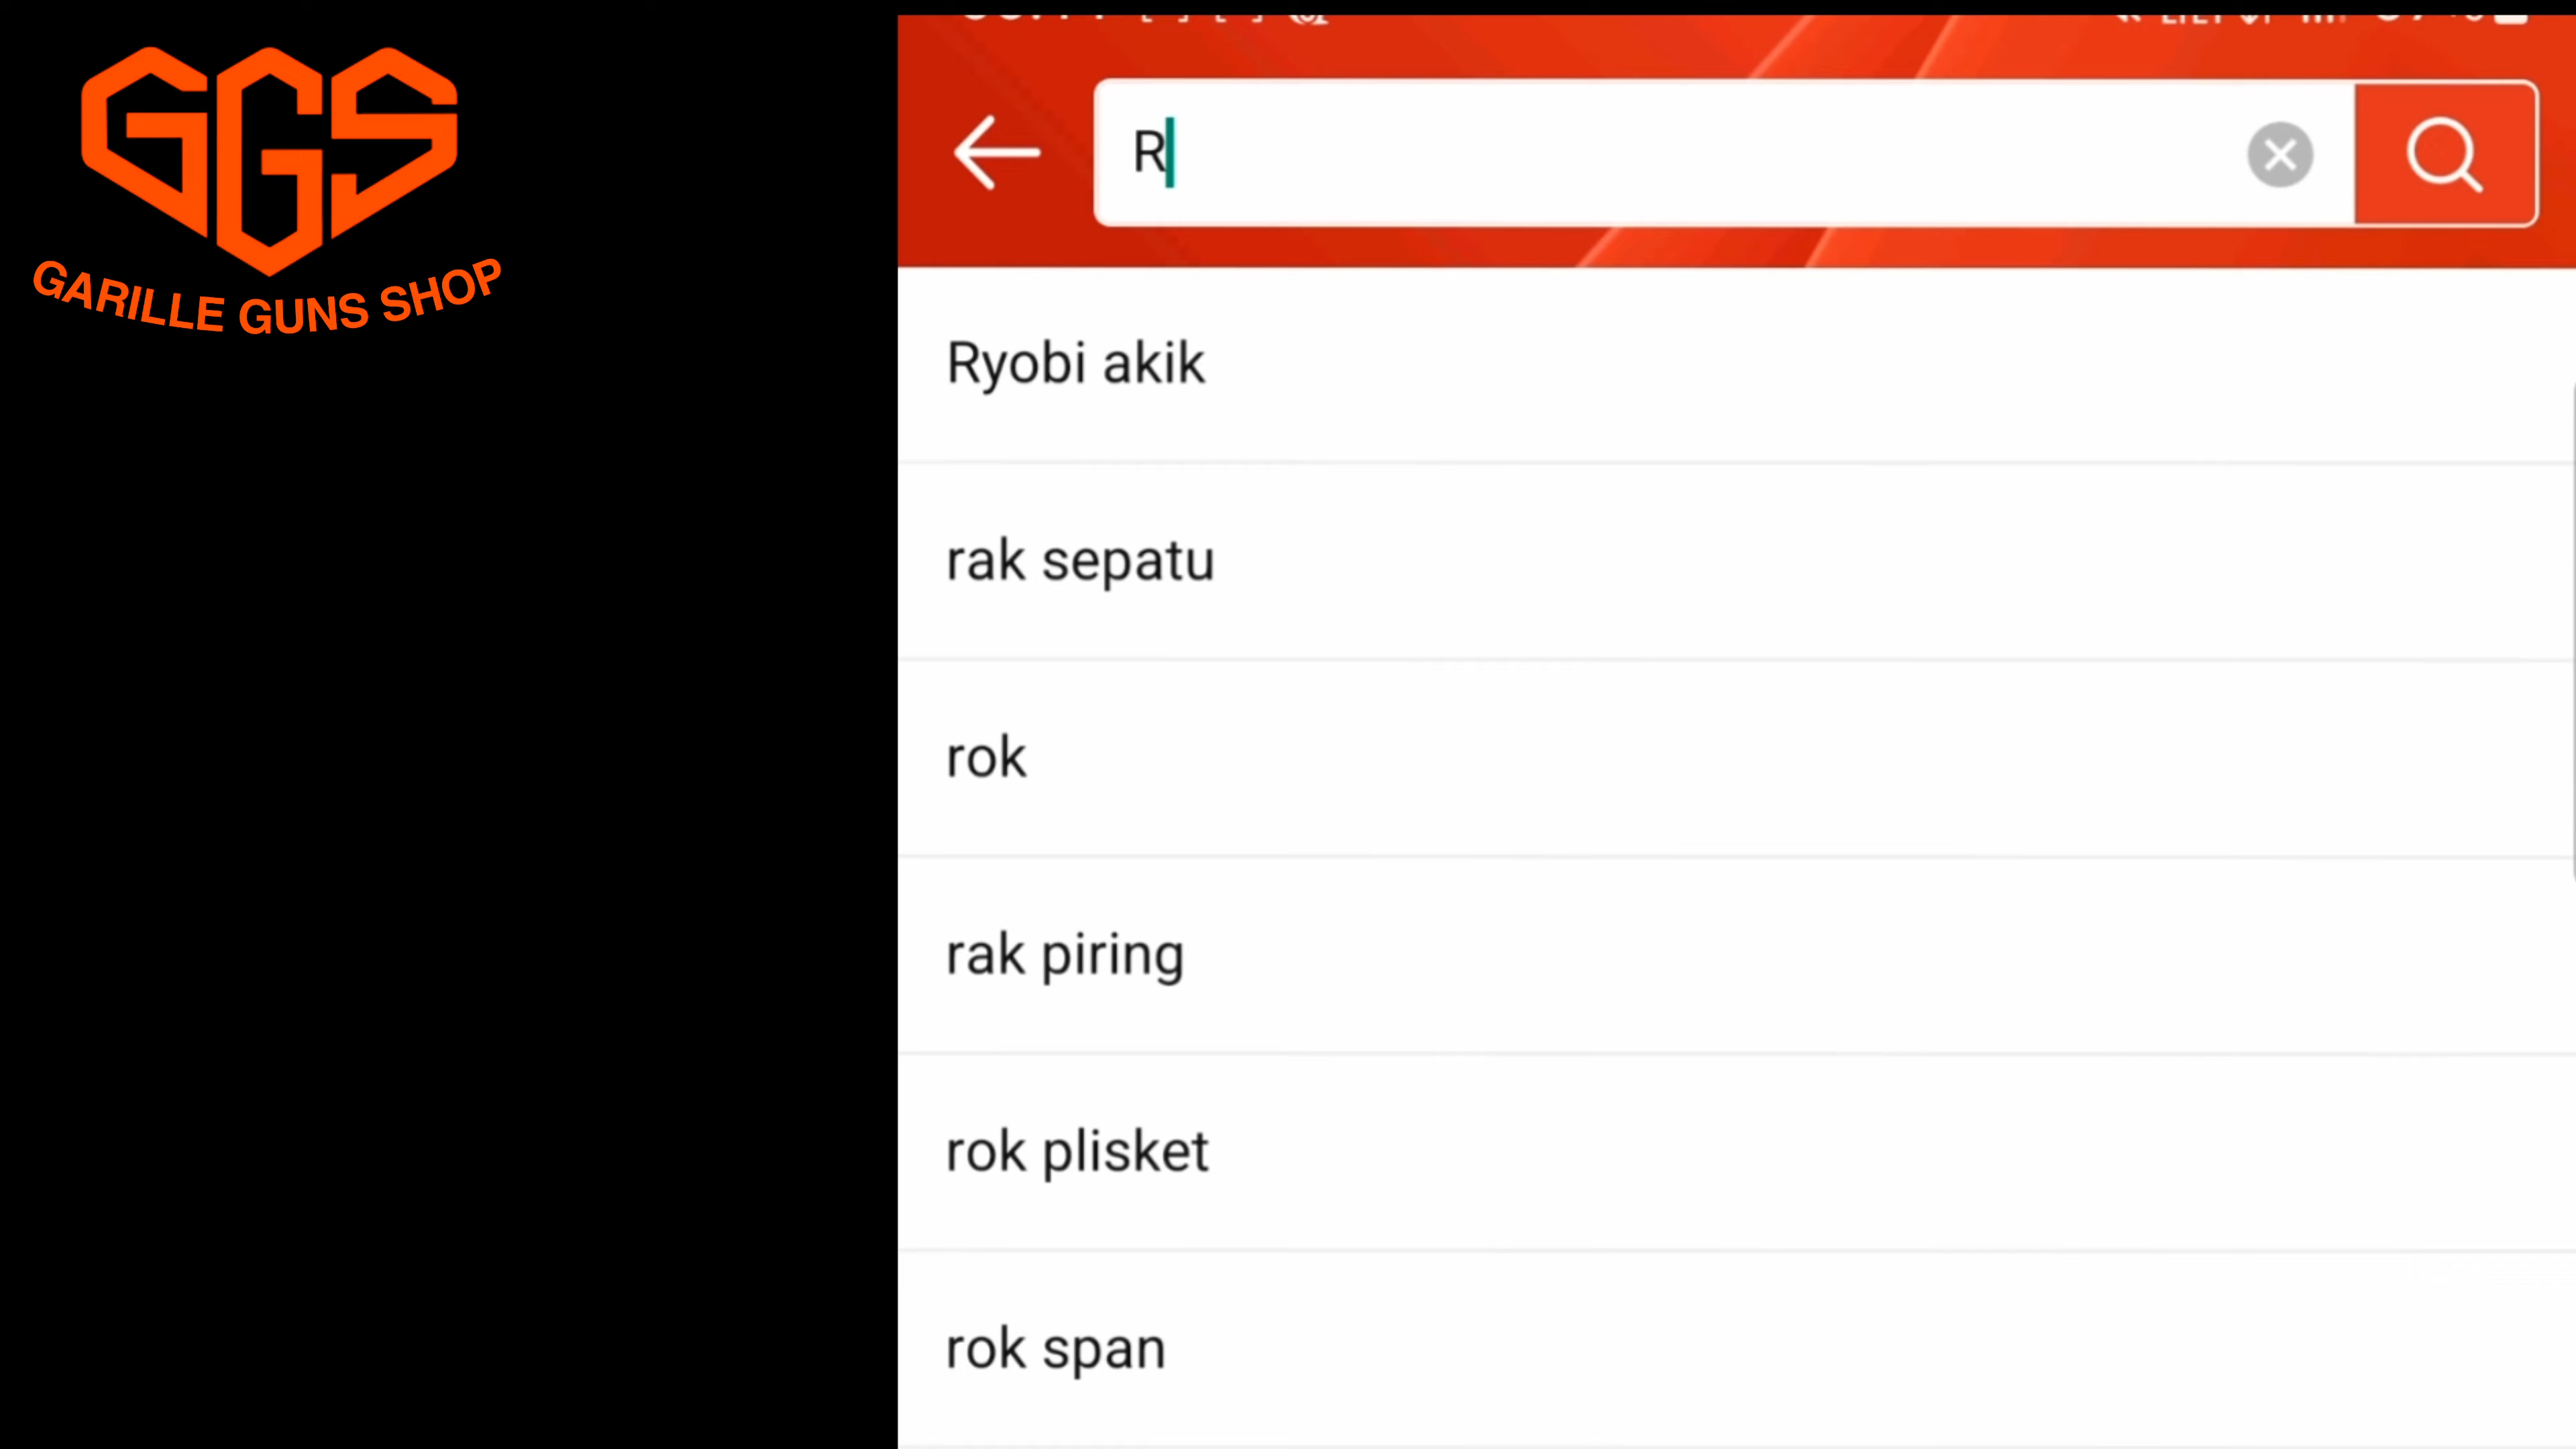 GGS
GARILLE GUNS SHOP
R
Ryobi akik
rak sepatu
rok
rak piring
rok plisket
rok span